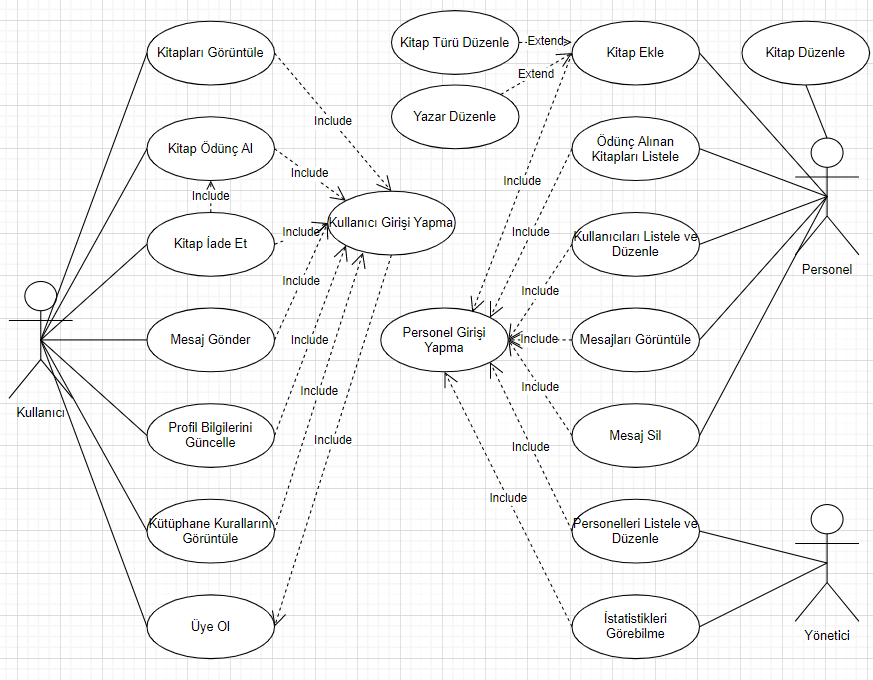 Kitapları Görüntüle
Kitap Türü Düzenle
Extend
Kitap Ekle
Kitap Düzenle
Extend
Yazar Düzenle
Include
Kitap Ödünç Al
Ödünç Alınan
Kitapları Listele
Include
Include
Include
Kitap İade Et
Include
Kullanıcı Girişi Yapma
Include
Kullanıcıları Listele ve
Düzenle
Personel
Include
Include
Mesaj Gönder
Include
Personel Girişi
Yapma
Include
Mesajları Görüntüle
Kullanıcı
Include
Include
Profil Bilgilerini
Güncelle
Include
Include
Mesaj Sil
Include
Kütüphane Kurallarını
Görüntüle
Personelleri Listele ve
Düzenle
Üye Ol
İstatistikleri
Görebilme
Yönetici